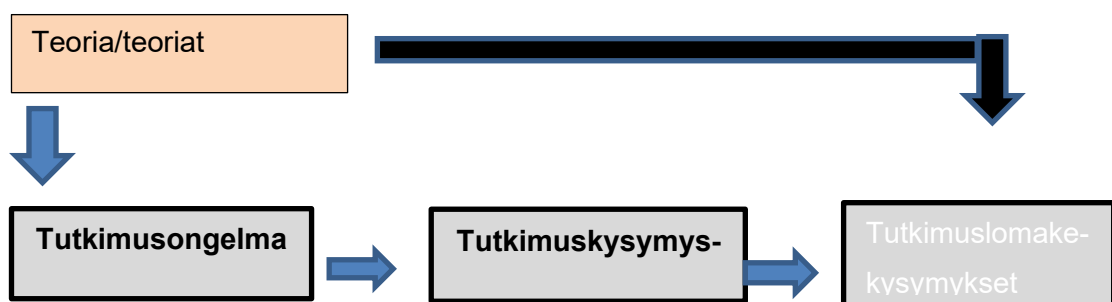 Teoria/teoriat
Tutkimusongelma
Tutkimuskysymys-
Tutkimuslomake-
kysymykset